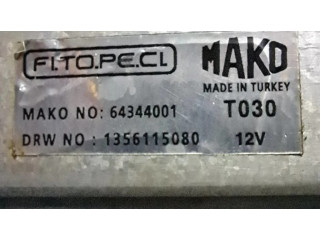 FI.TO.PE.CI. MAKO
MADE IN TURKEY
MAKO NO: 64344001 T030
DRW NO : 1356115080 12V